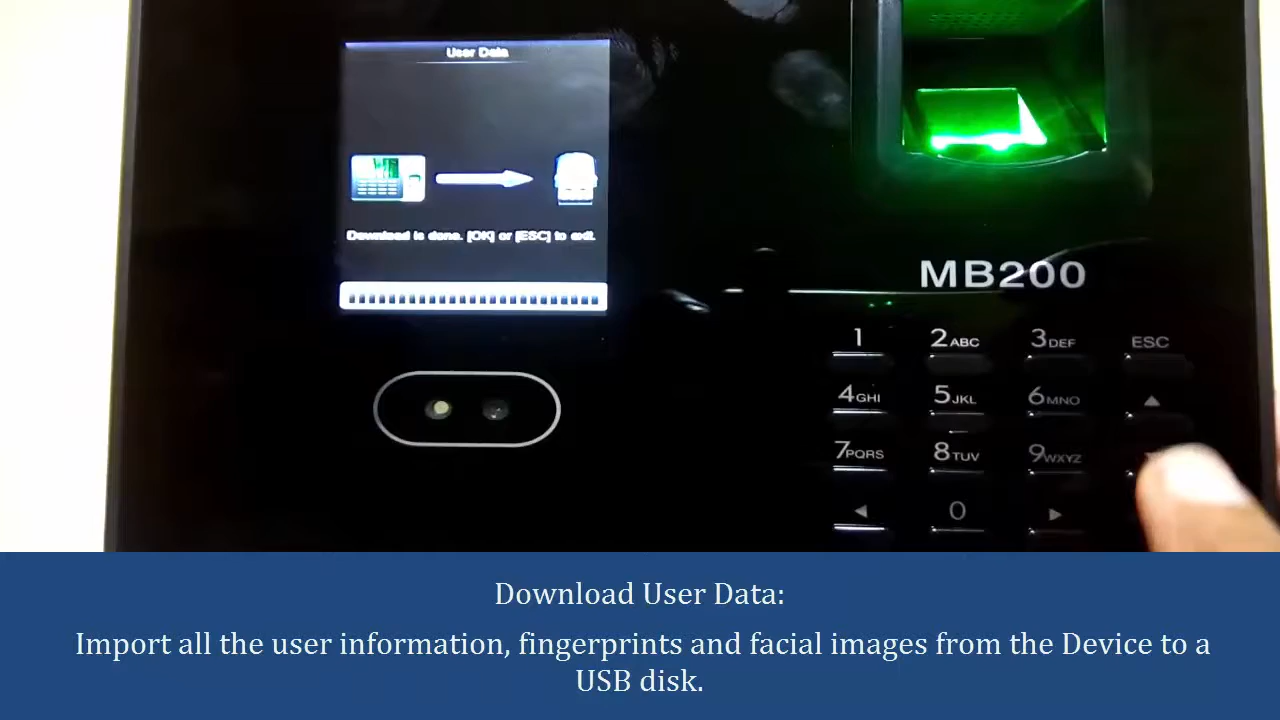 User Data
Download is done. [OK] or [ESC] to exit.
MB200
1 2ABC 3DEF ESC
4GHI 5JKL 6MNO
7PQRS 8TUV 9WXYZ
0
Download User Data:
Import all the user information, fingerprints and facial images from the Device to a
USB disk.